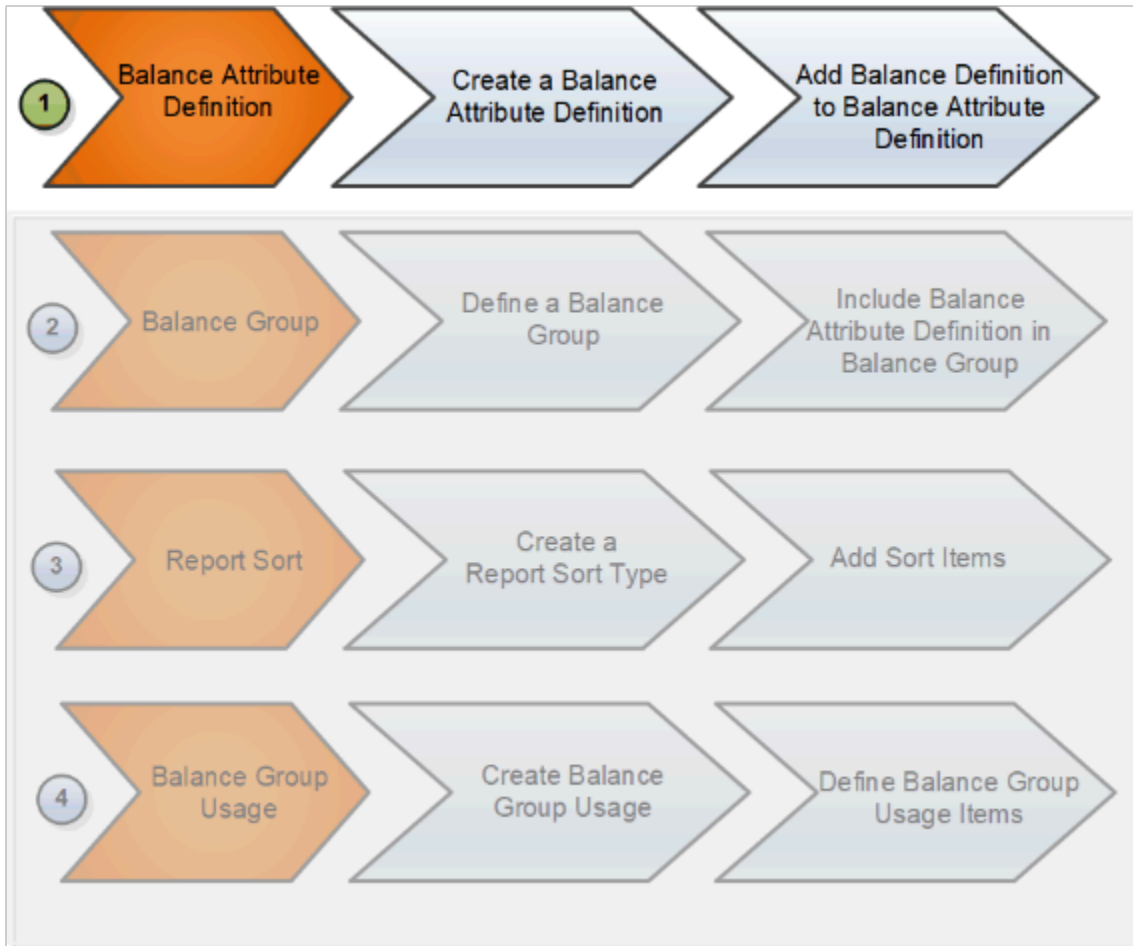 1
Balance Attribute
Definition
Create a Balance
Attribute Definition
Add Balance Definition
to Balance Attribute
Definition
2
Balance Group
Define a Balance
Group
Include Balance
Attribute Definition in
Balance Group
3
Report Sort
Create a
Report Sort Type
Add Sort Items
4
Balance Group
Usage
Create Balance
Group Usage
Define Balance Group
Usage Items